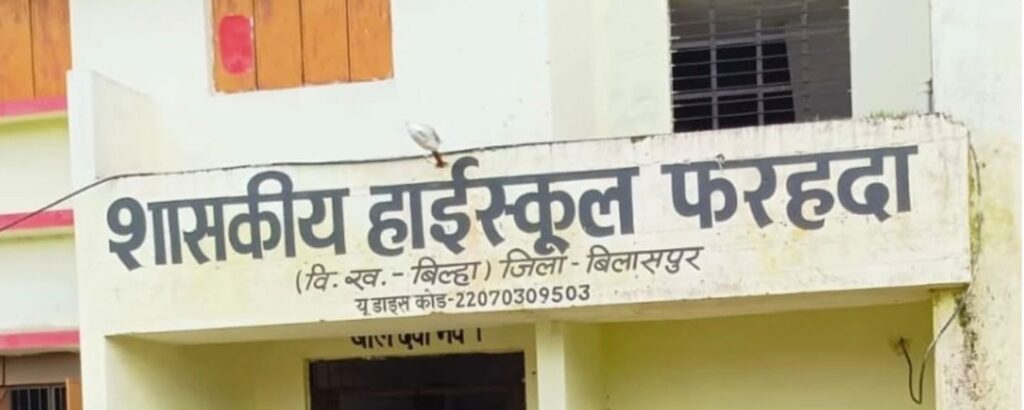 शासकीय हाईस्कूल फरहदा
(वि. ख. - बिल्हा) जिला - बिलासपुर
यू डाइस कोड-22070309503